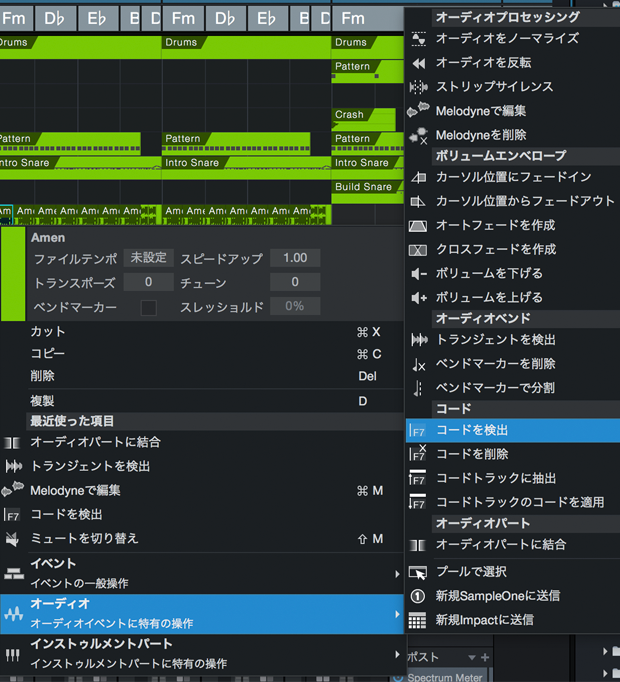 Fm D♭ E♭ B D Fm D♭ E♭ B D Fm
Drums Drums Drums
Pattern
Crash
Pattern Pattern Pattern
Intro Snare Intro Snare Intro Snare
Build Snare
Am Ame Ame Ame Ame Ame Am Ame Ame Ame Ame Ame Am
Amen
ファイルテンポ 未設定 スピードアップ 1.00
トランスポーズ 0 チューン 0
ベンドマーカー スレッショルド 0%
カット ⌘ X
コピー ⌘ C
削除 Del
複製 D
最近使った項目
オーディオパートに結合
トランジェントを検出
Melodyneで編集 ⌘ M
F7 コードを検出
ミュートを切り替え ⇧ M
イベント
イベントの一般操作
オーディオ
オーディオイベントに特有の操作
インストゥルメントパート
インストゥルメントパートに特有の操作
オーディオプロセッシング
オーディオをノーマライズ
オーディオを反転
ストリップサイレンス
Melodyneで編集
Melodyneを削除
ボリュームエンベロープ
カーソル位置にフェードイン
カーソル位置からフェードアウト
オートフェードを作成
クロスフェードを作成
ボリュームを下げる
ボリュームを上げる
オーディオベンド
トランジェントを検出
ベンドマーカーを削除
ベンドマーカーで分割
コード
F7 コードを検出
F7 コードを削除
F7 コードトラックに抽出
F7 コードトラックのコードを適用
オーディオパート
オーディオパートに結合
プールで選択
1 新規SampleOneに送信
新規Impactに送信
ポスト
Spectrum Meter